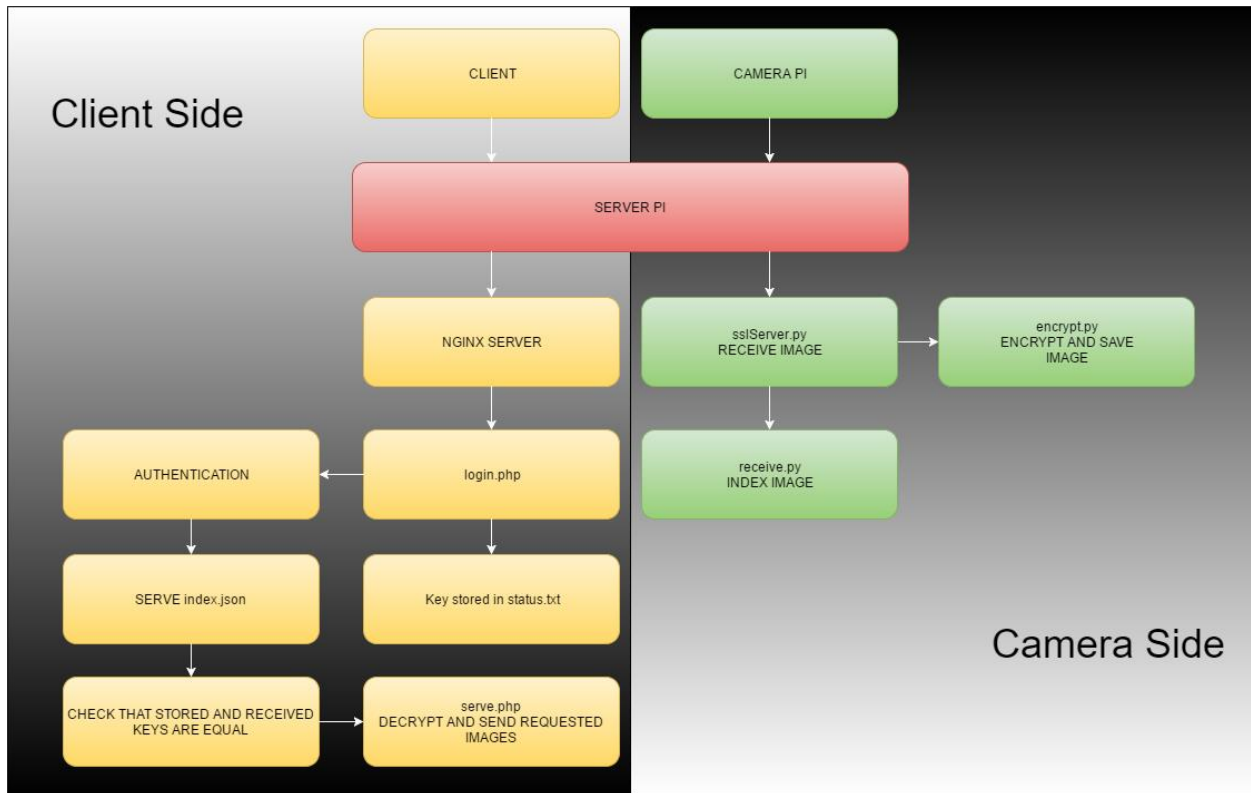 CLIENT
CAMERA PI
Client Side
SERVER PI
NGINX SERVER
sslServer.py
RECEIVE IMAGE
encrypt.py
ENCRYPT AND SAVE
IMAGE
AUTHENTICATION
login.php
receive.py
INDEX IMAGE
SERVE index.json
Key stored in status.txt
Camera Side
CHECK THAT STORED AND RECEIVED
KEYS ARE EQUAL
serve.php
DECRYPT AND SEND REQUESTED
IMAGES